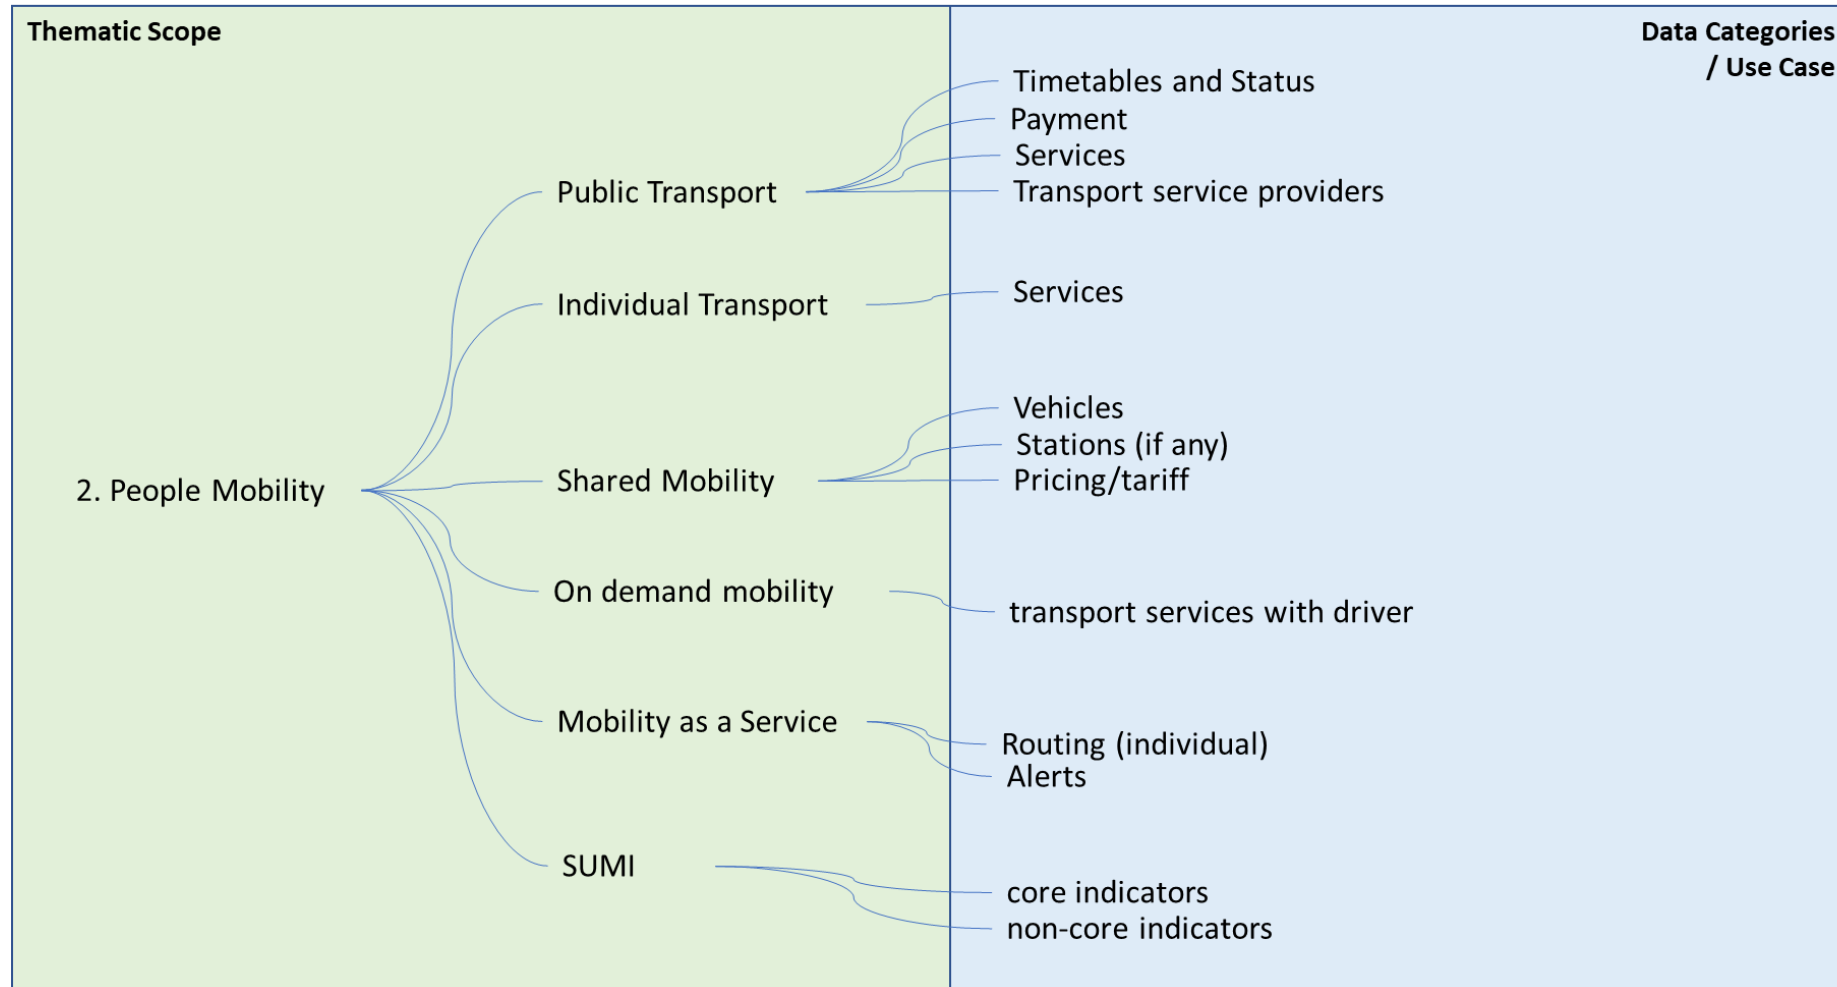 Thematic Scope
Data Categories
/ Use Case
2. People Mobility
Public Transport
Timetables and Status
Payment
Services
Transport service providers
Individual Transport
Services
Shared Mobility
Vehicles
Stations (if any)
Pricing/tariff
On demand mobility
transport services with driver
Mobility as a Service
Routing (individual)
Alerts
SUMI
core indicators
non-core indicators